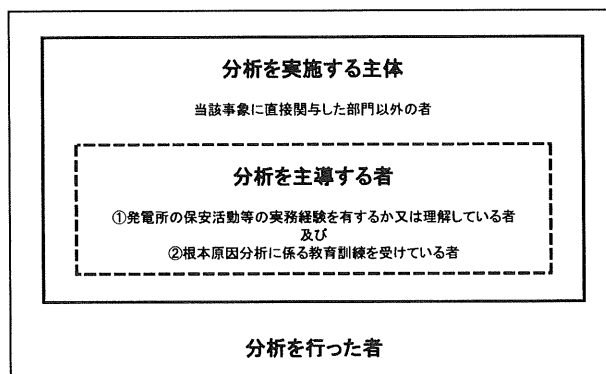 分析を実施する主体
当該事象に直接関与した部門以外の者
分析を主導する者
①発電所の保安活動等の実務経験を有するか又は理解している者
及び
②根本原因分析に係る教育訓練を受けている者
分析を行った者